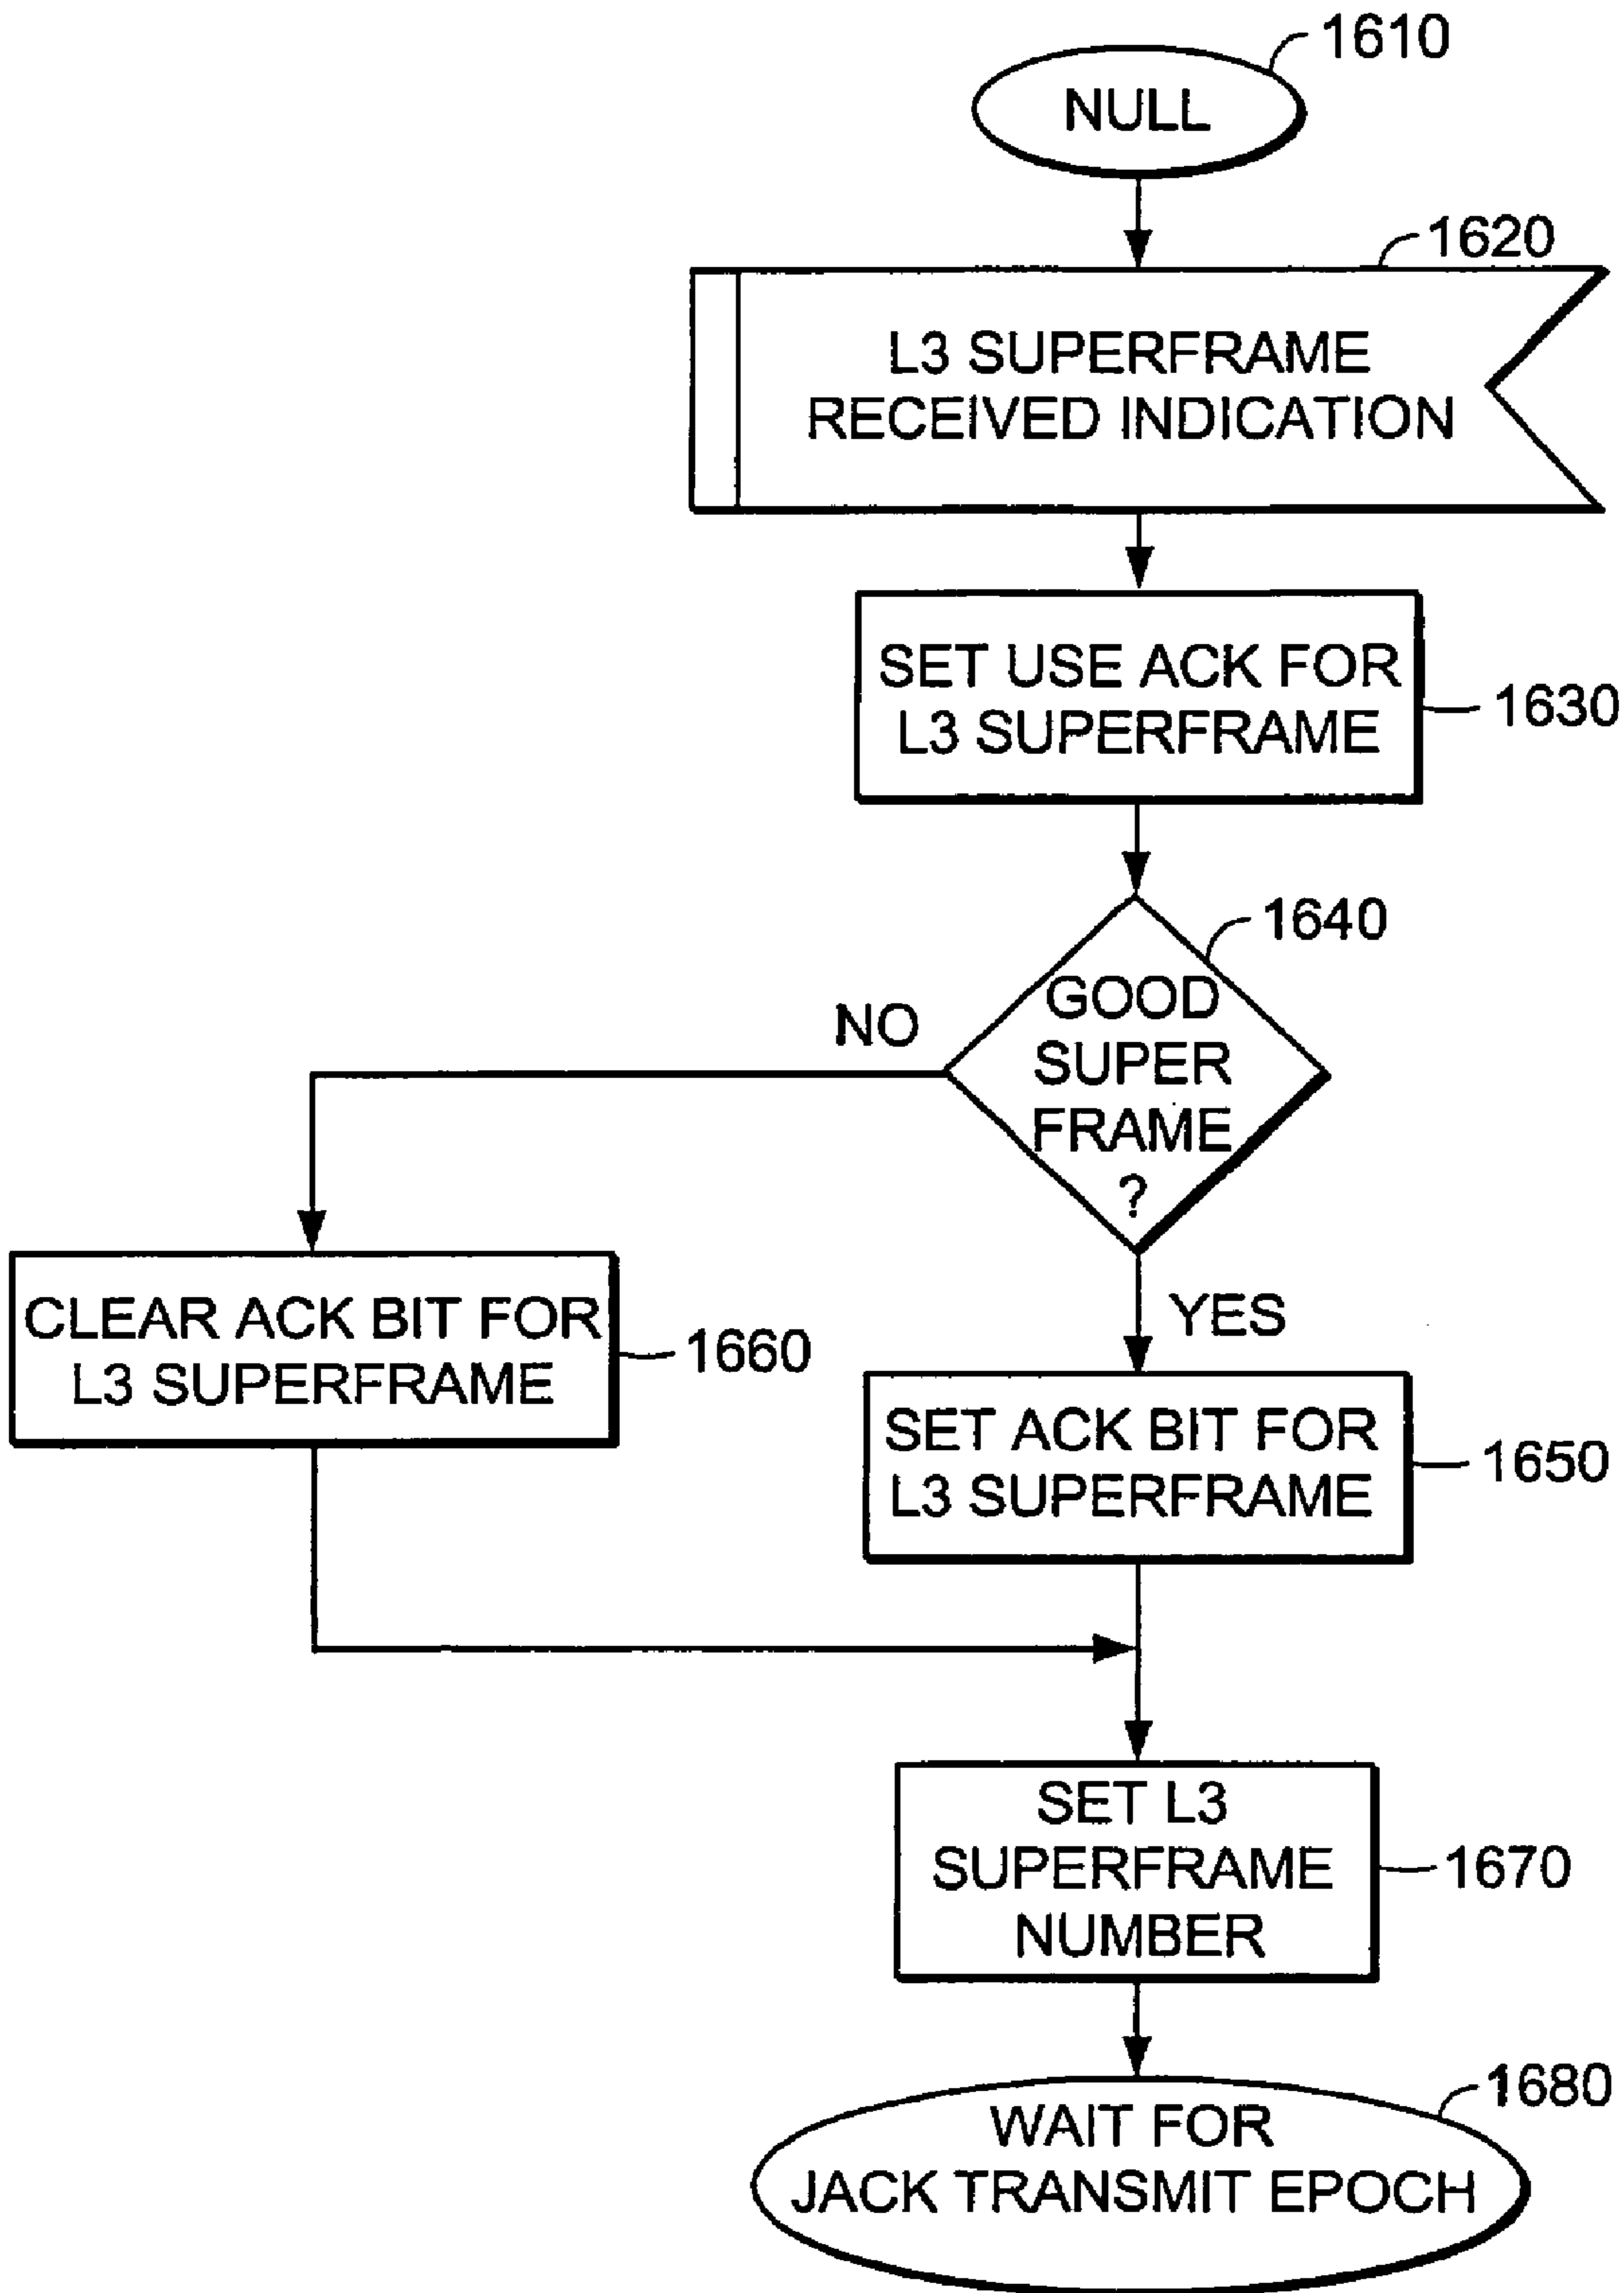 1610
NULL
1620
L3 SUPERFRAME
RECEIVED INDICATION
SET USE ACK FOR
L3 SUPERFRAME
1630
1640
GOOD
SUPER
FRAME
?
NO
YES
CLEAR ACK BIT FOR
L3 SUPERFRAME
1660
SET ACK BIT FOR
L3 SUPERFRAME
1650
SET L3
SUPERFRAME
NUMBER
1670
1680
WAIT FOR
JACK TRANSMIT EPOCH